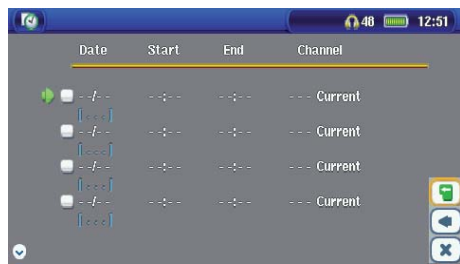 48 12:51
Date Start End Channel
--/-- --:-- --:-- --- Current
[...]
--/-- --:-- --:-- --- Current
[...]
--/-- --:-- --:-- --- Current
[...]
--/-- --:-- --:-- --- Current
[...]